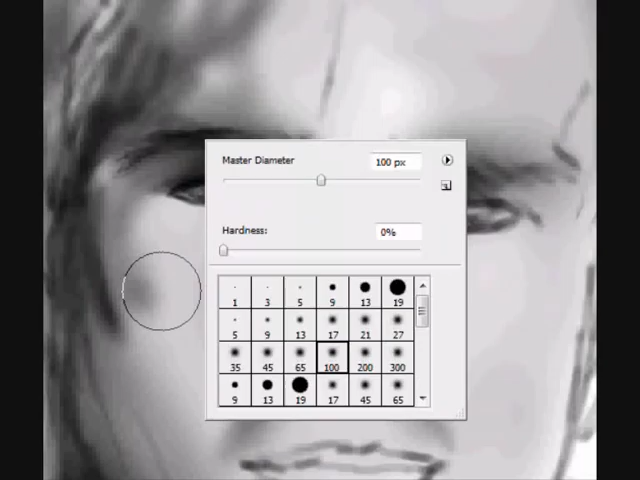 Master Diameter 100 px
Hardness: 0%
1 3 5 9 13 19
5 9 13 17 21 27
35 45 65 100 200 300
9 13 19 17 45 65